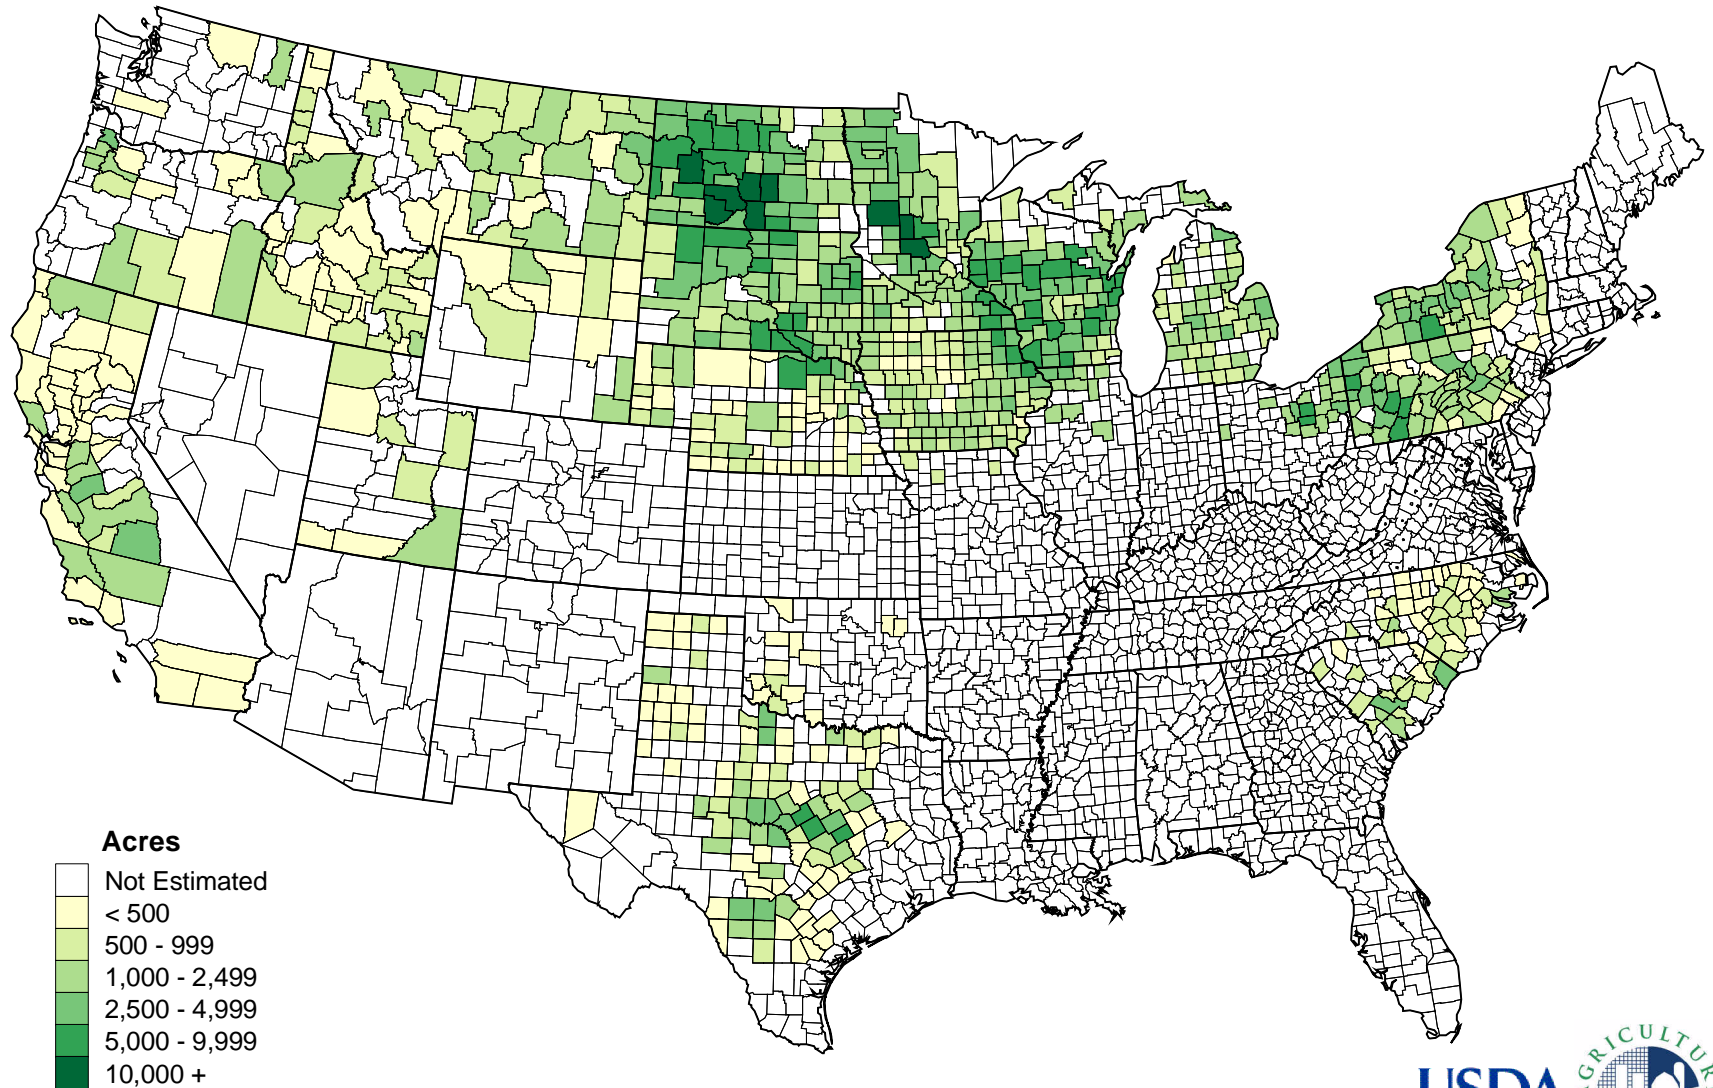 Acres
Not Estimated
< 500
500 - 999
1,000 - 2,499
2,500 - 4,999
5,000 - 9,999
10,000 +
USDA